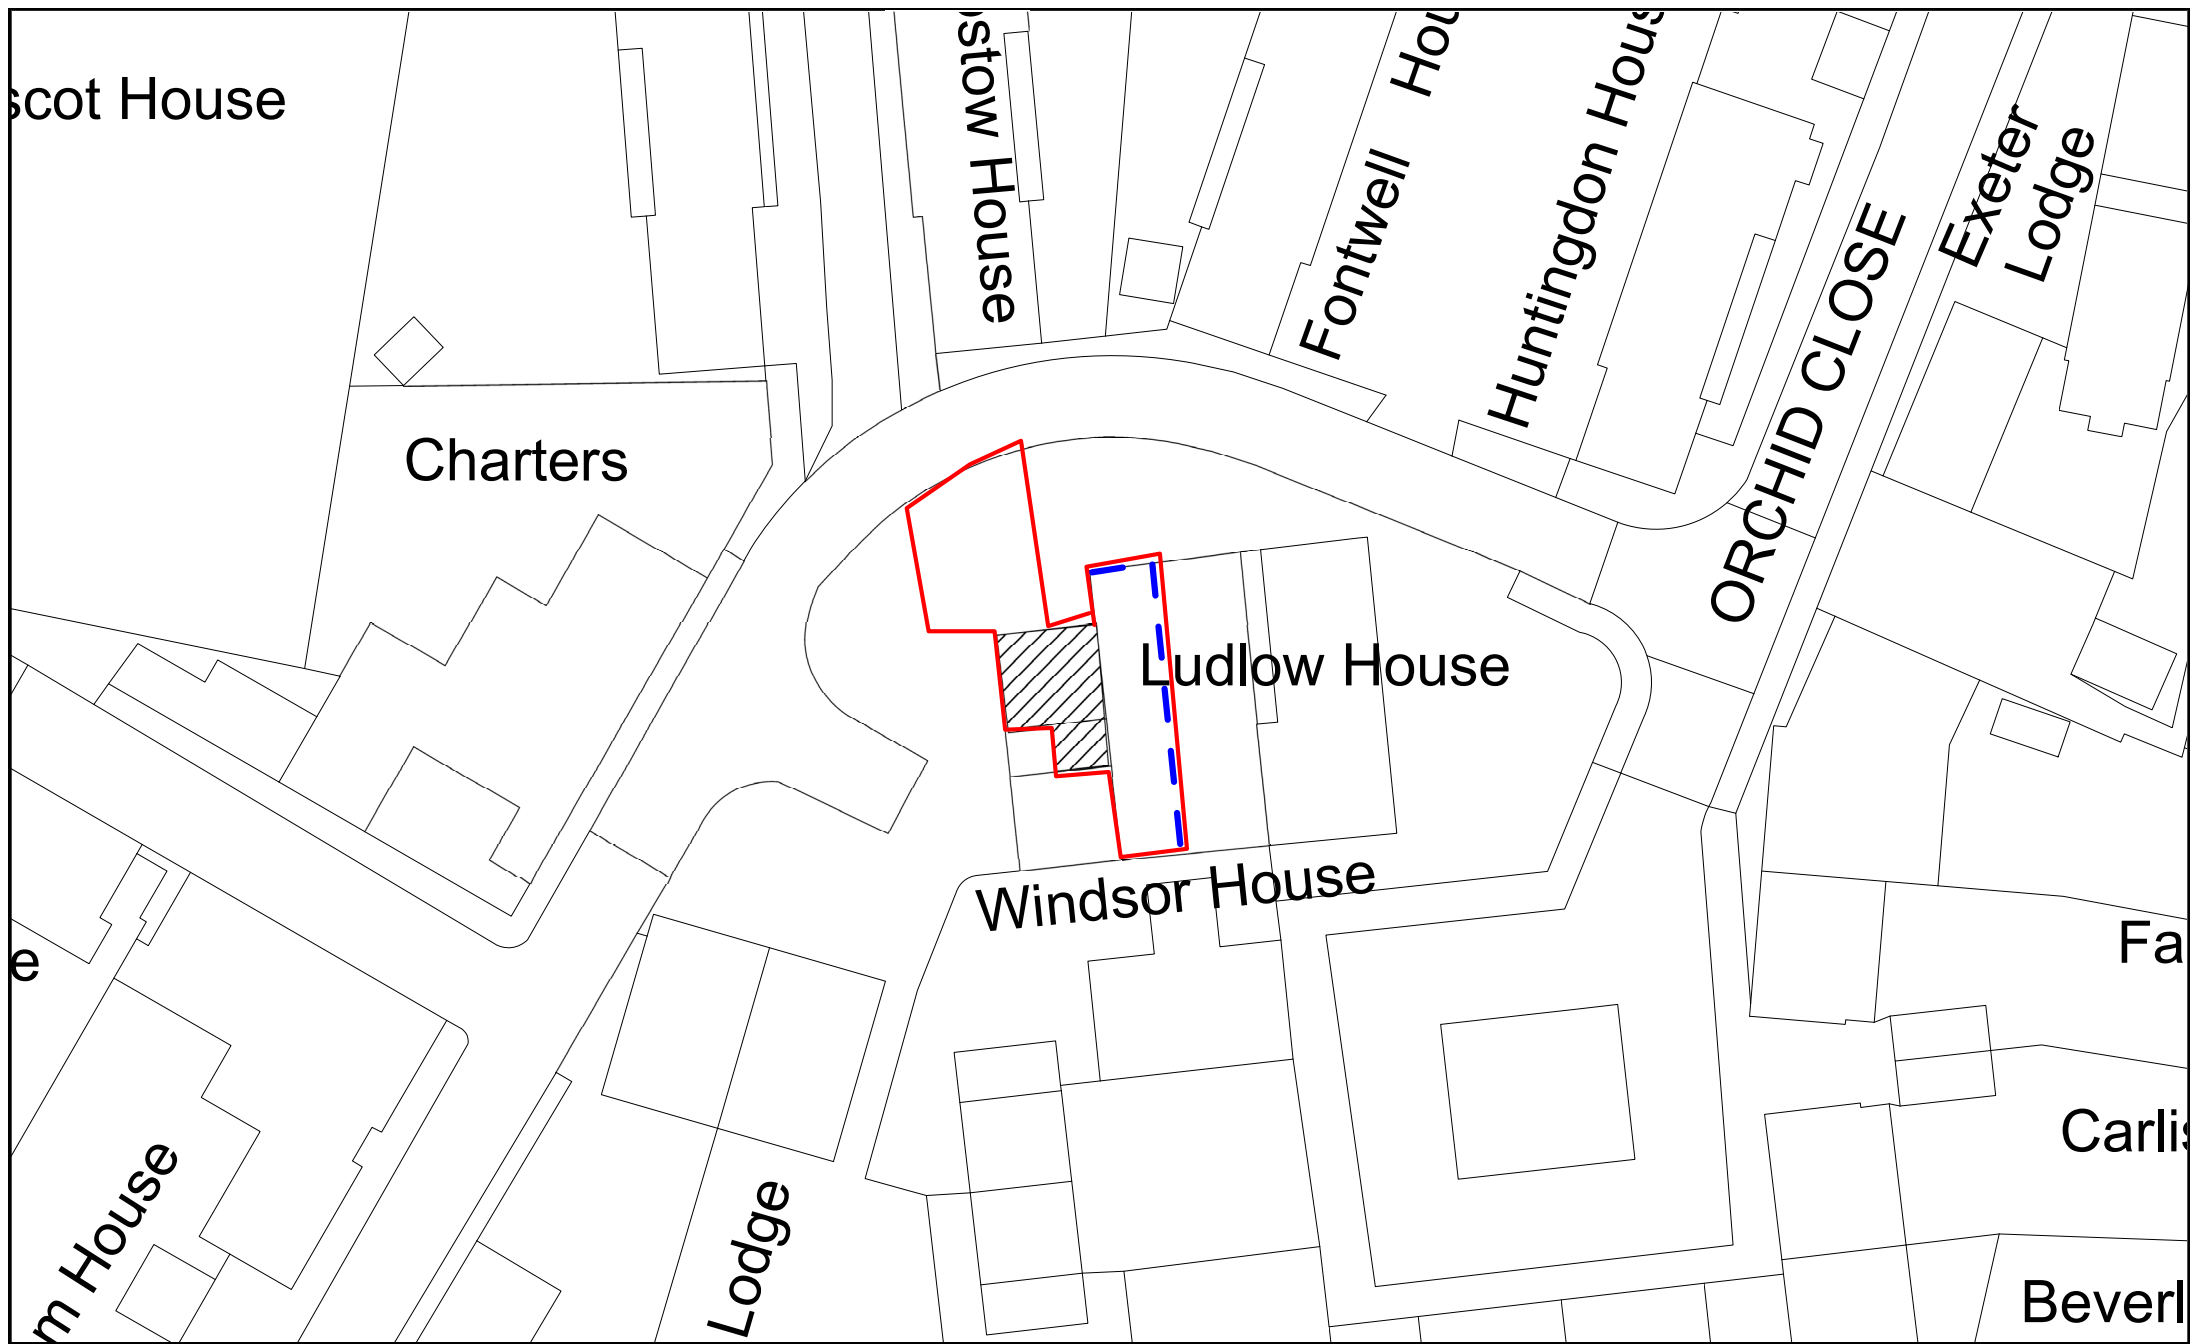 scot House
stow House
Fontwell Hou
Huntingdon Hous
Exeter
Lodge
ORCHID CLOSE
Charters
Ludlow House
Windsor House
e
Fa
Carlis
m House
Lodge
Beverl